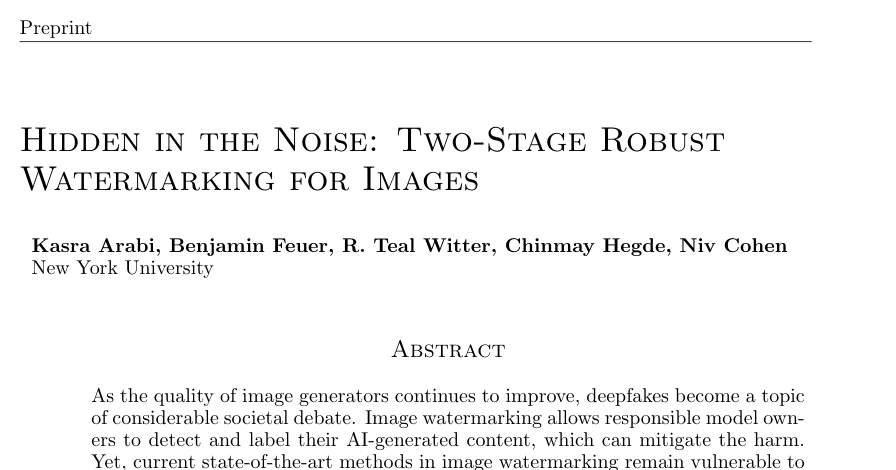 Preprint
Hidden in the Noise: Two-Stage Robust
Watermarking for Images
Kasra Arabi, Benjamin Feuer, R. Teal Witter, Chinmay Hegde, Niv Cohen
New York University
Abstract
As the quality of image generators continues to improve, deepfakes become a topic
of considerable societal debate. Image watermarking allows responsible model own-
ers to detect and label their AI-generated content, which can mitigate the harm.
Yet, current state-of-the-art methods in image watermarking remain vulnerable to